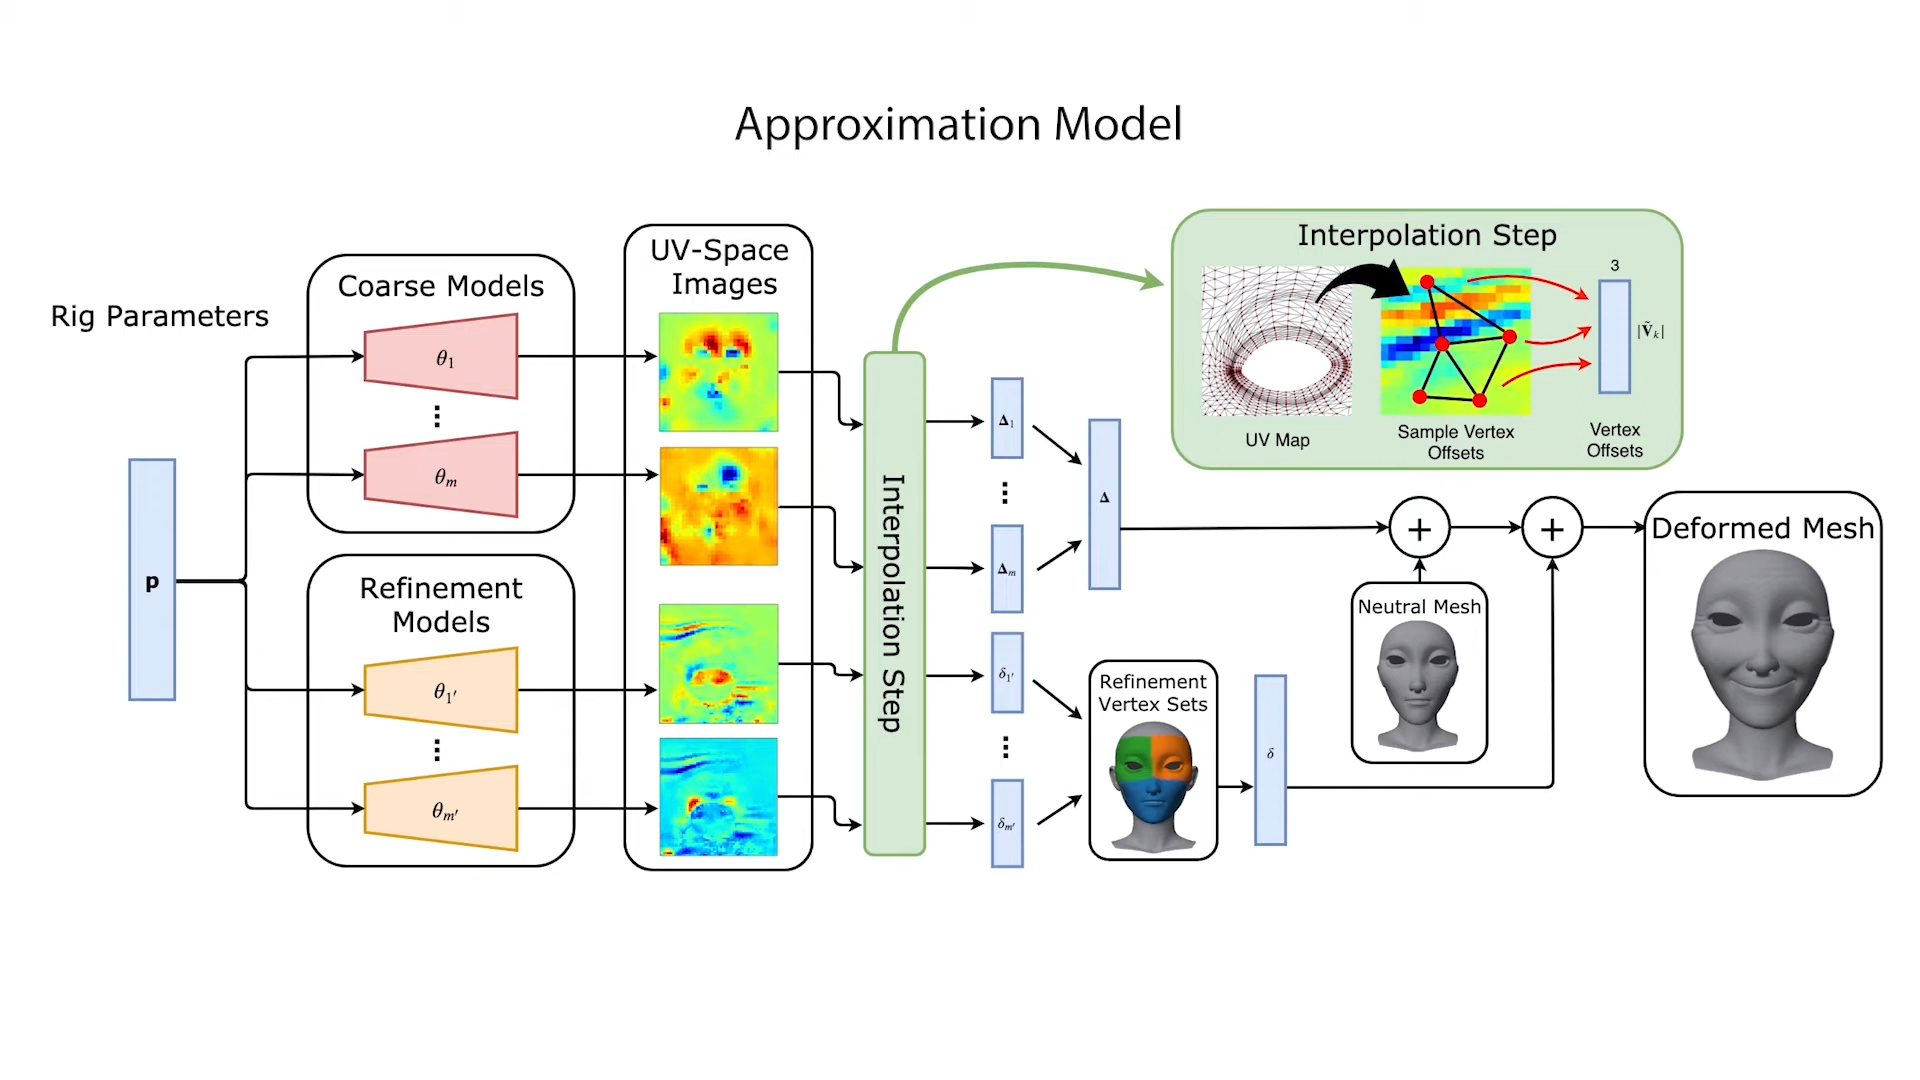 Approximation Model
Rig Parameters
p
Coarse Models
θ₁
⋮
θₘ
Refinement
Models
θ₁′
⋮
θₘ′
UV-Space
Images
Interpolation Step
Δ₁
⋮
Δₘ
Δ
δ₁′
⋮
δₘ′
Refinement
Vertex Sets
δ
Interpolation Step
UV Map
Sample Vertex
Offsets
3
|Ṽₖ|
Vertex
Offsets
+
+
Neutral Mesh
Deformed Mesh